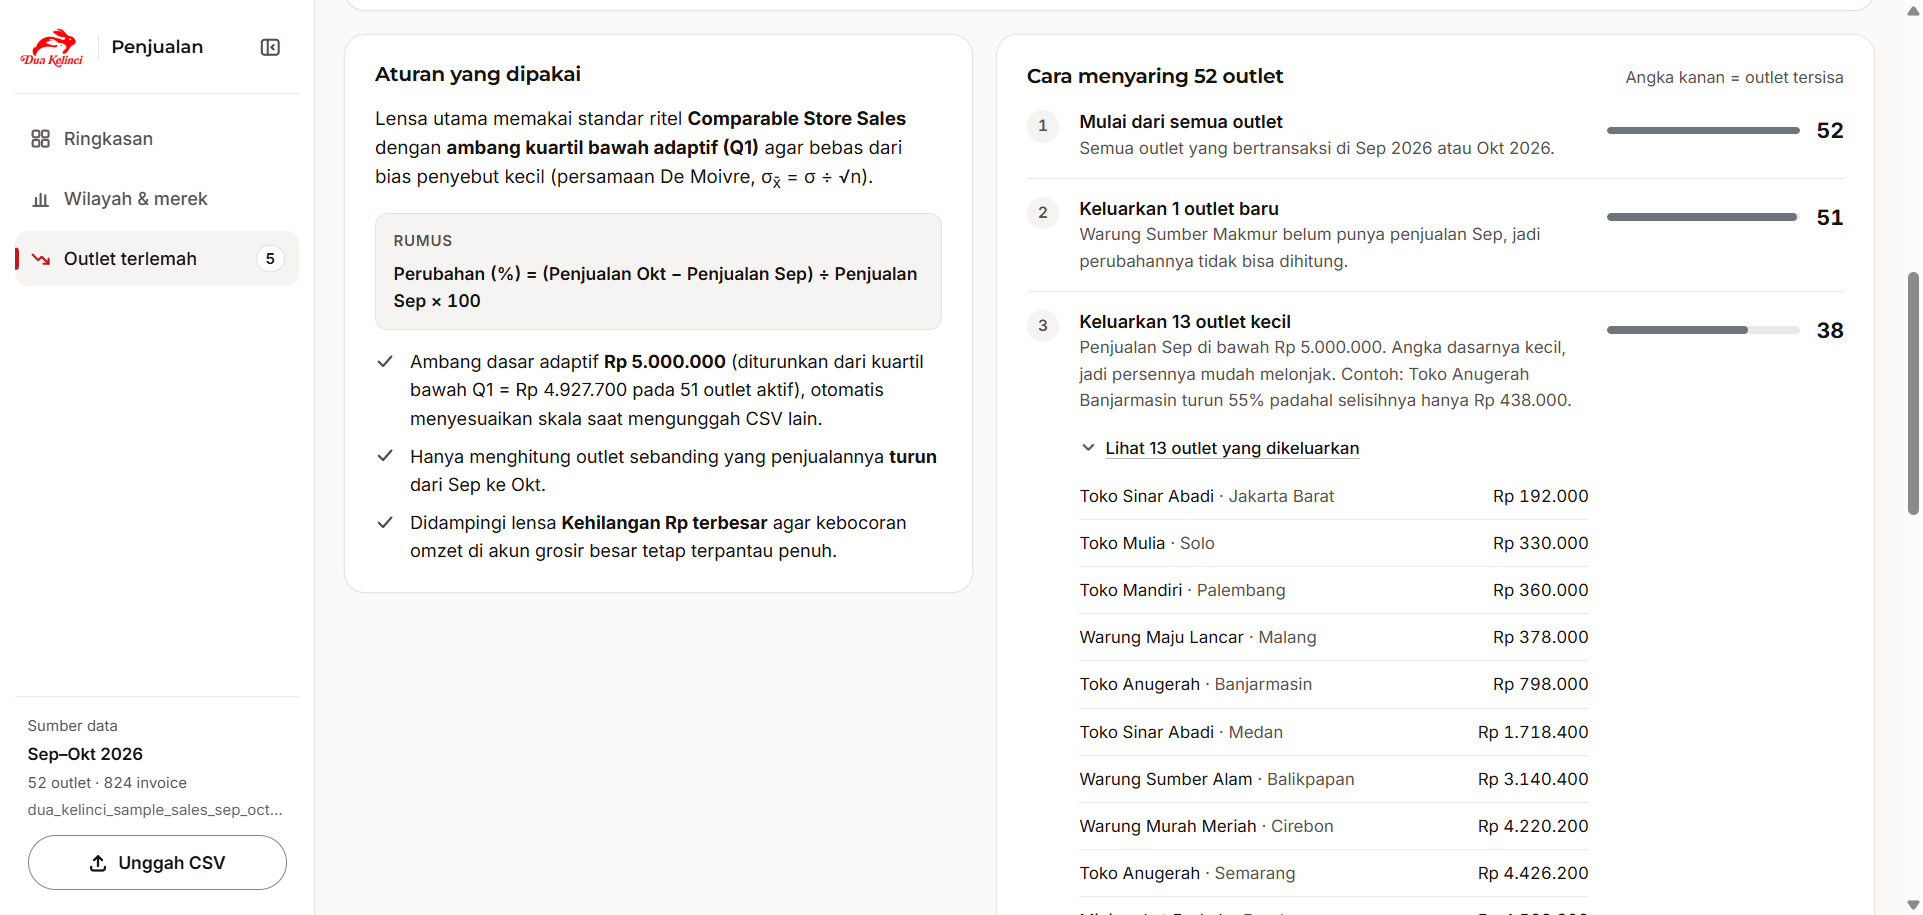 Dua Kelinci
Penjualan
Ringkasan
Wilayah & merek
Outlet terlemah
5
Sumber data
Sep–Okt 2026
52 outlet · 824 invoice
dua_kelinci_sample_sales_sep_oct...
Unggah CSV
Aturan yang dipakai
Lensa utama memakai standar ritel Comparable Store Sales
dengan ambang kuartil bawah adaptif (Q1) agar bebas dari
bias penyebut kecil (persamaan De Moivre, σx̄ = σ ÷ √n).
RUMUS
Perubahan (%) = (Penjualan Okt − Penjualan Sep) ÷ Penjualan
Sep × 100
Ambang dasar adaptif Rp 5.000.000 (diturunkan dari kuartil
bawah Q1 = Rp 4.927.700 pada 51 outlet aktif), otomatis
menyesuaikan skala saat mengunggah CSV lain.
Hanya menghitung outlet sebanding yang penjualannya turun
dari Sep ke Okt.
Didampingi lensa Kehilangan Rp terbesar agar kebocoran
omzet di akun grosir besar tetap terpantau penuh.
Cara menyaring 52 outlet
Angka kanan = outlet tersisa
1
Mulai dari semua outlet
52
Semua outlet yang bertransaksi di Sep 2026 atau Okt 2026.
2
Keluarkan 1 outlet baru
51
Warung Sumber Makmur belum punya penjualan Sep, jadi
perubahannya tidak bisa dihitung.
3
Keluarkan 13 outlet kecil
38
Penjualan Sep di bawah Rp 5.000.000. Angka dasarnya kecil,
jadi persennya mudah melonjak. Contoh: Toko Anugerah
Banjarmasin turun 55% padahal selisihnya hanya Rp 438.000.
Lihat 13 outlet yang dikeluarkan
Toko Sinar Abadi · Jakarta Barat Rp 192.000
Toko Mulia · Solo Rp 330.000
Toko Mandiri · Palembang Rp 360.000
Warung Maju Lancar · Malang Rp 378.000
Toko Anugerah · Banjarmasin Rp 798.000
Toko Sinar Abadi · Medan Rp 1.718.400
Warung Sumber Alam · Balikpapan Rp 3.140.400
Warung Murah Meriah · Cirebon Rp 4.220.200
Toko Anugerah · Semarang Rp 4.426.200